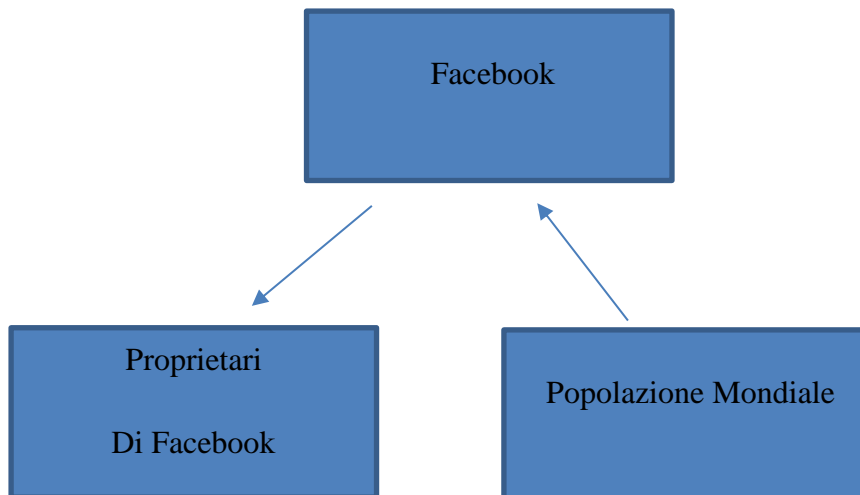 Facebook
Proprietari
Di Facebook
Popolazione Mondiale